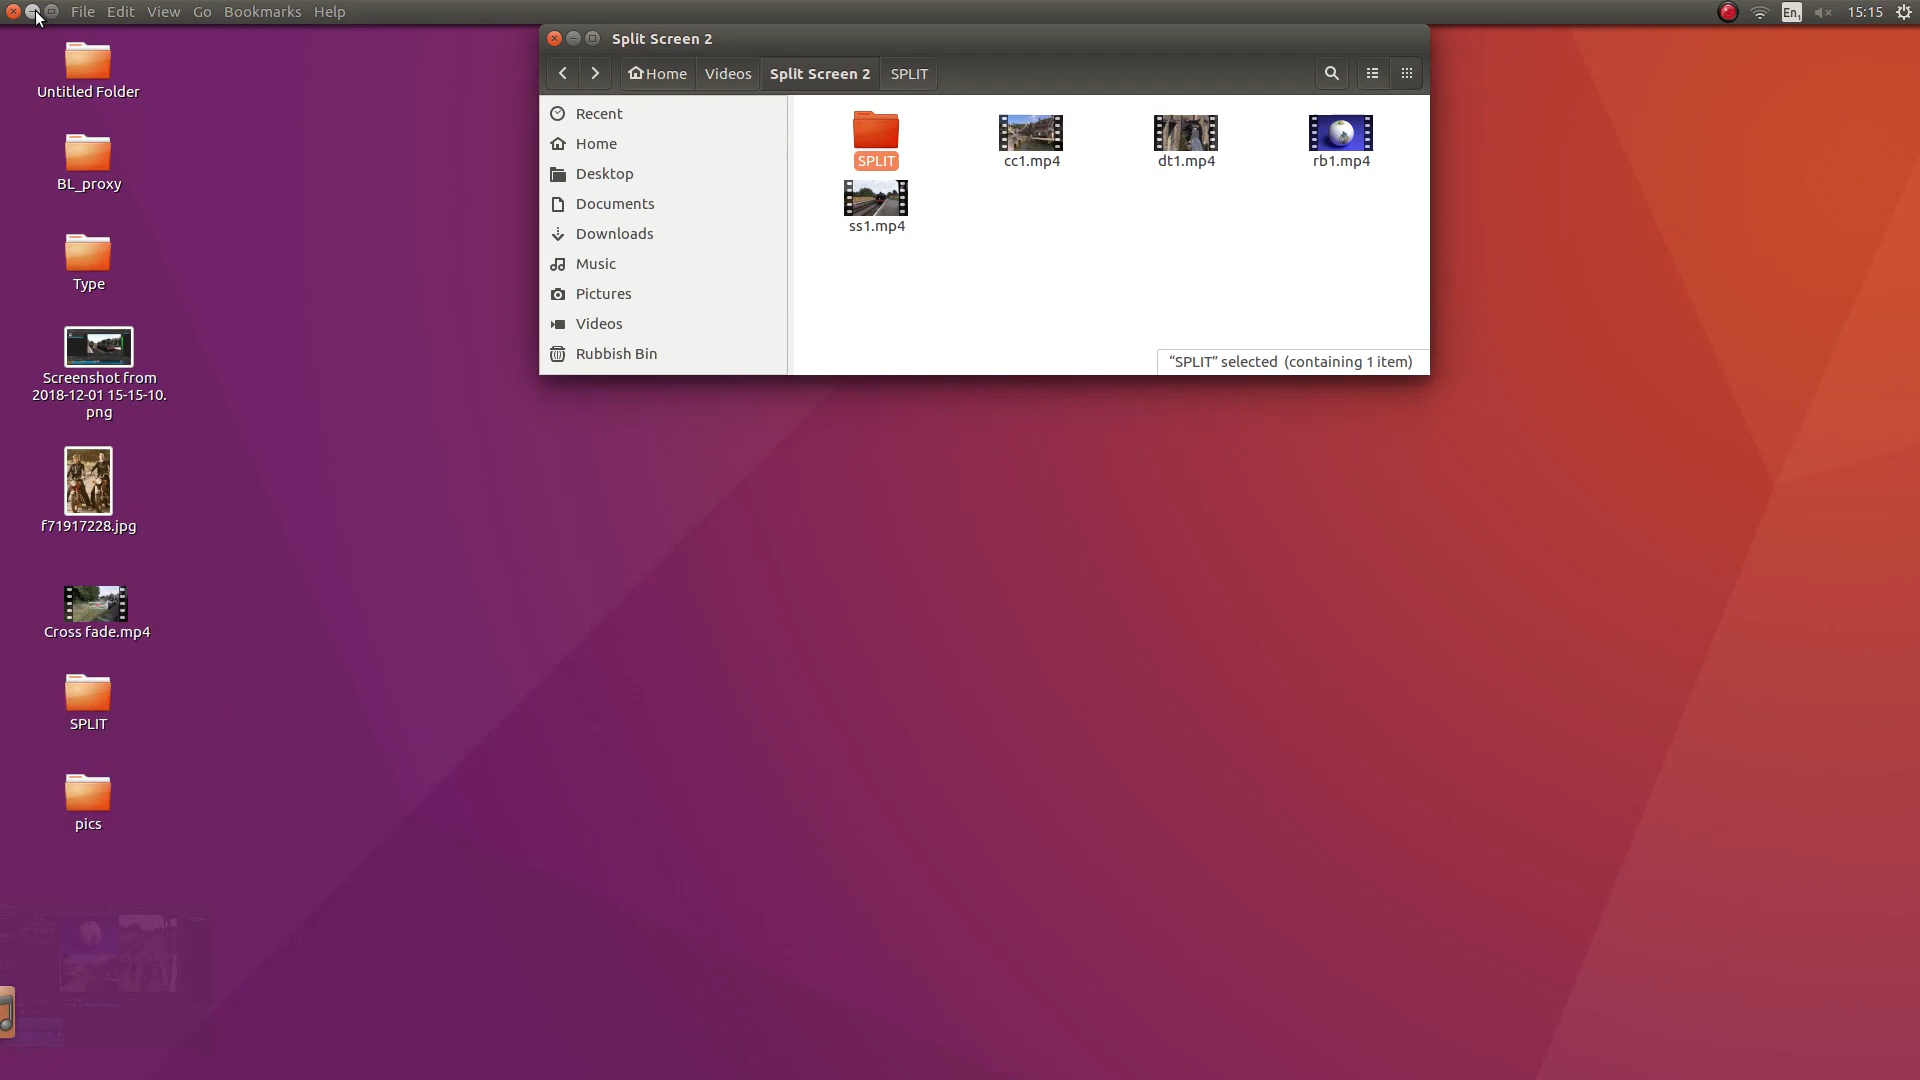 File Edit View Go Bookmarks Help
En1 15:15
Untitled Folder
BL_proxy
Type
Screenshot from
2018-12-01 15-15-10.
png
f71917228.jpg
Cross fade.mp4
SPLIT
pics
Split Screen 2
Home Videos Split Screen 2 SPLIT
Recent
Home
Desktop
Documents
Downloads
Music
Pictures
Videos
Rubbish Bin
SPLIT
cc1.mp4
dt1.mp4
rb1.mp4
ss1.mp4
“SPLIT” selected (containing 1 item)